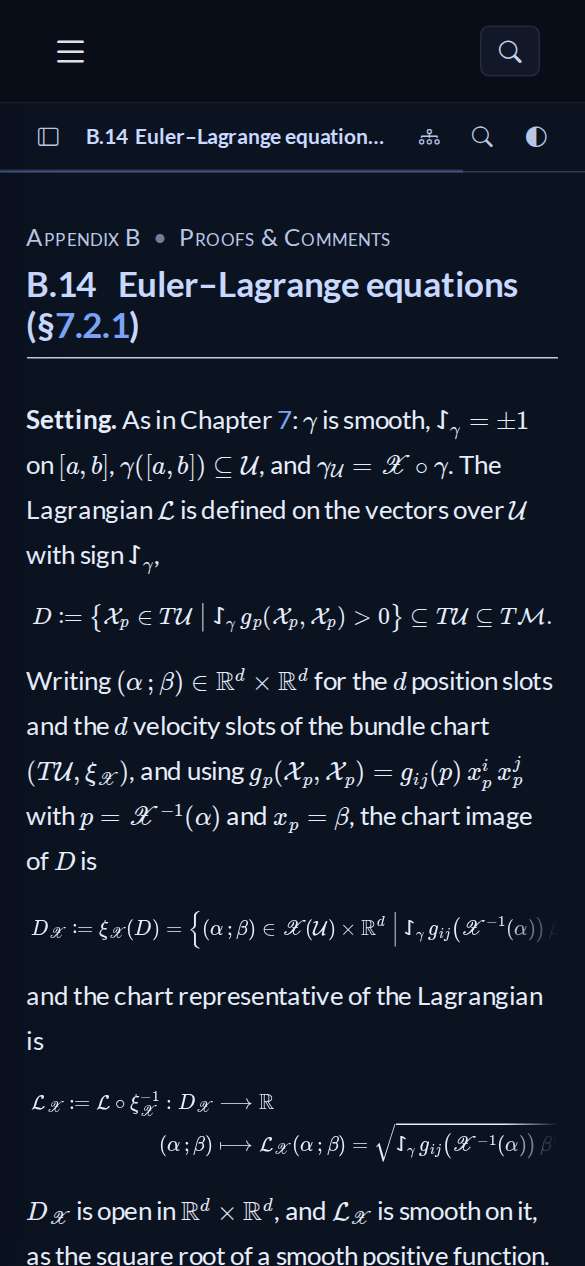 B.14 Euler–Lagrange equation...
APPENDIX B • PROOFS & COMMENTS
B.14 Euler–Lagrange equations
(§7.2.1)
Setting. As in Chapter 7: γ is smooth, ꟾ_γ = ±1
on [a, b], γ([a, b]) ⊆ 𝒰, and γ_𝒰 = 𝒳 ∘ γ. The
Lagrangian ℒ is defined on the vectors over 𝒰
with sign ꟾ_γ,
D := {𝒳_p ∈ T𝒰 | ꟾ_γ g_p(𝒳_p, 𝒳_p) > 0} ⊆ T𝒰 ⊆ Tℳ.
Writing (α ; β) ∈ ℝ^d × ℝ^d for the d position slots
and the d velocity slots of the bundle chart
(T𝒰, ξ_𝒳), and using g_p(𝒳_p, 𝒳_p) = g_ij(p) x_p^i x_p^j
with p = 𝒳^−1(α) and x_p = β, the chart image
of D is
D_𝒳 := ξ_𝒳(D) = {(α ; β) ∈ 𝒳(𝒰) × ℝ^d | ꟾ_γ g_ij(𝒳^−1(α))
and the chart representative of the Lagrangian
is
ℒ_𝒳 := ℒ ∘ ξ_𝒳^−1 : D_𝒳 ⟶ ℝ
(α ; β) ⟼ ℒ_𝒳(α ; β) = √ꟾ_γ g_ij(𝒳^−1(α)) β
D_𝒳 is open in ℝ^d × ℝ^d, and ℒ_𝒳 is smooth on it,
as the square root of a smooth positive function.